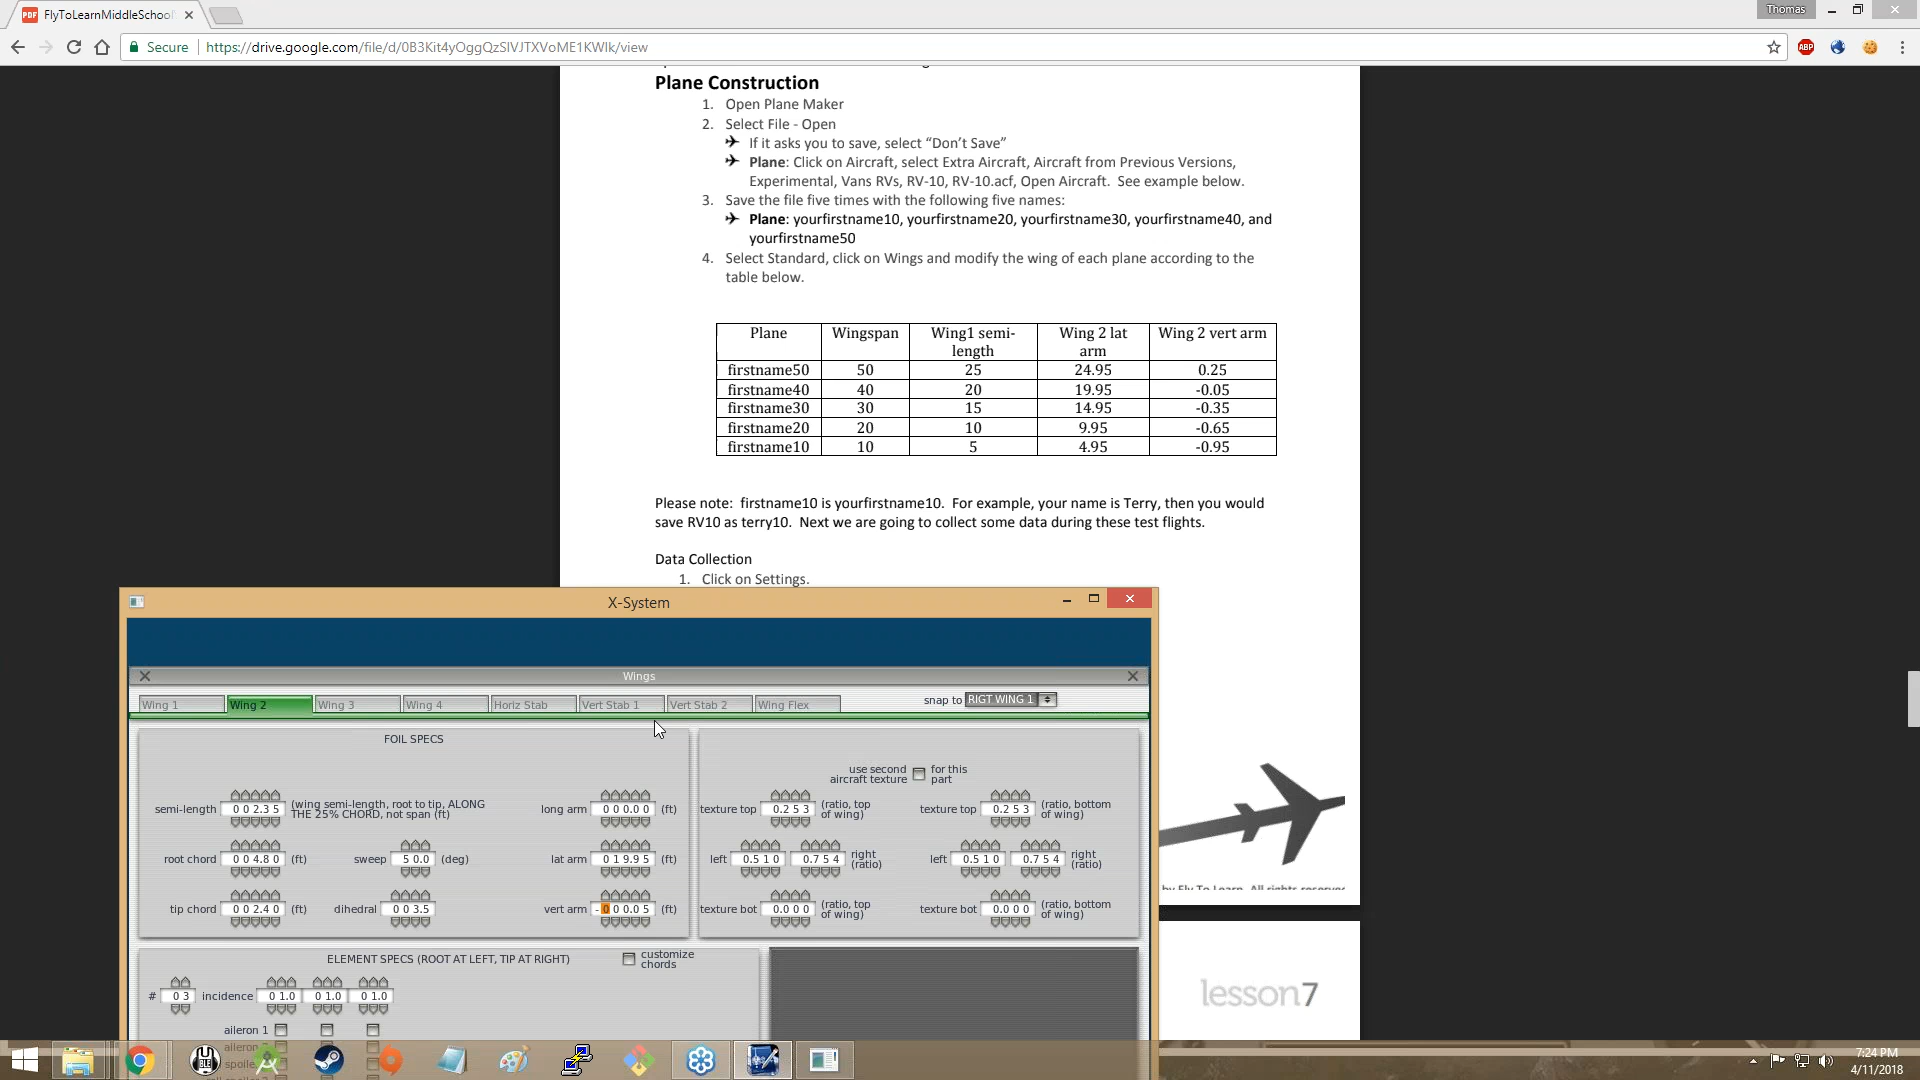 FlyToLearnMiddleSchool
Thomas
Secure
https://drive.google.com/file/d/0B3Kit4yOggQzSlVJTXVoME1KWlk/view
ABP
Plane Construction
1. Open Plane Maker
2. Select File - Open
If it asks you to save, select “Don’t Save”
Plane: Click on Aircraft, select Extra Aircraft, Aircraft from Previous Versions,
Experimental, Vans RVs, RV-10, RV-10.acf, Open Aircraft. See example below.
3. Save the file five times with the following five names:
Plane: yourfirstname10, yourfirstname20, yourfirstname30, yourfirstname40, and
yourfirstname50
4. Select Standard, click on Wings and modify the wing of each plane according to the
table below.
Plane Wingspan Wing1 semi- Wing 2 lat Wing 2 vert arm
length arm
firstname50 50 25 24.95 0.25
firstname40 40 20 19.95 -0.05
firstname30 30 15 14.95 -0.35
firstname20 20 10 9.95 -0.65
firstname10 10 5 4.95 -0.95
Please note: firstname10 is yourfirstname10. For example, your name is Terry, then you would
save RV10 as terry10. Next we are going to collect some data during these test flights.
Data Collection
1. Click on Settings.
X-System
Wings
Wing 1 Wing 2 Wing 3 Wing 4 Horiz Stab Vert Stab 1 Vert Stab 2 Wing Flex snap to RIGT WING 1
FOIL SPECS
use second for this
aircraft texture part
semi-length 0 0 2.3 5 (wing semi-length, root to tip, ALONG
THE 25% CHORD, not span (ft) long arm 0 0 0.0 0 (ft) texture top 0.2 5 3 (ratio, top
of wing) texture top 0.2 5 3 (ratio, bottom
of wing)
root chord 0 0 4.8 0 (ft) sweep 5 0.0 (deg) lat arm 0 1 9.9 5 (ft) left 0.5 1 0 0.7 5 4 right
(ratio) left 0.5 1 0 0.7 5 4 right
(ratio)
tip chord 0 0 2.4 0 (ft) dihedral 0 0 3.5 vert arm - 0 0 0.0 5 (ft) texture bot 0.0 0 0 (ratio, top
of wing) texture bot 0.0 0 0 (ratio, bottom
of wing)
ELEMENT SPECS (ROOT AT LEFT, TIP AT RIGHT) customize
chords
# 0 3 incidence 0 1.0 0 1.0 0 1.0
aileron 1
by Fly To Learn. All rights reserved
lesson7
7:24 PM
4/11/2018